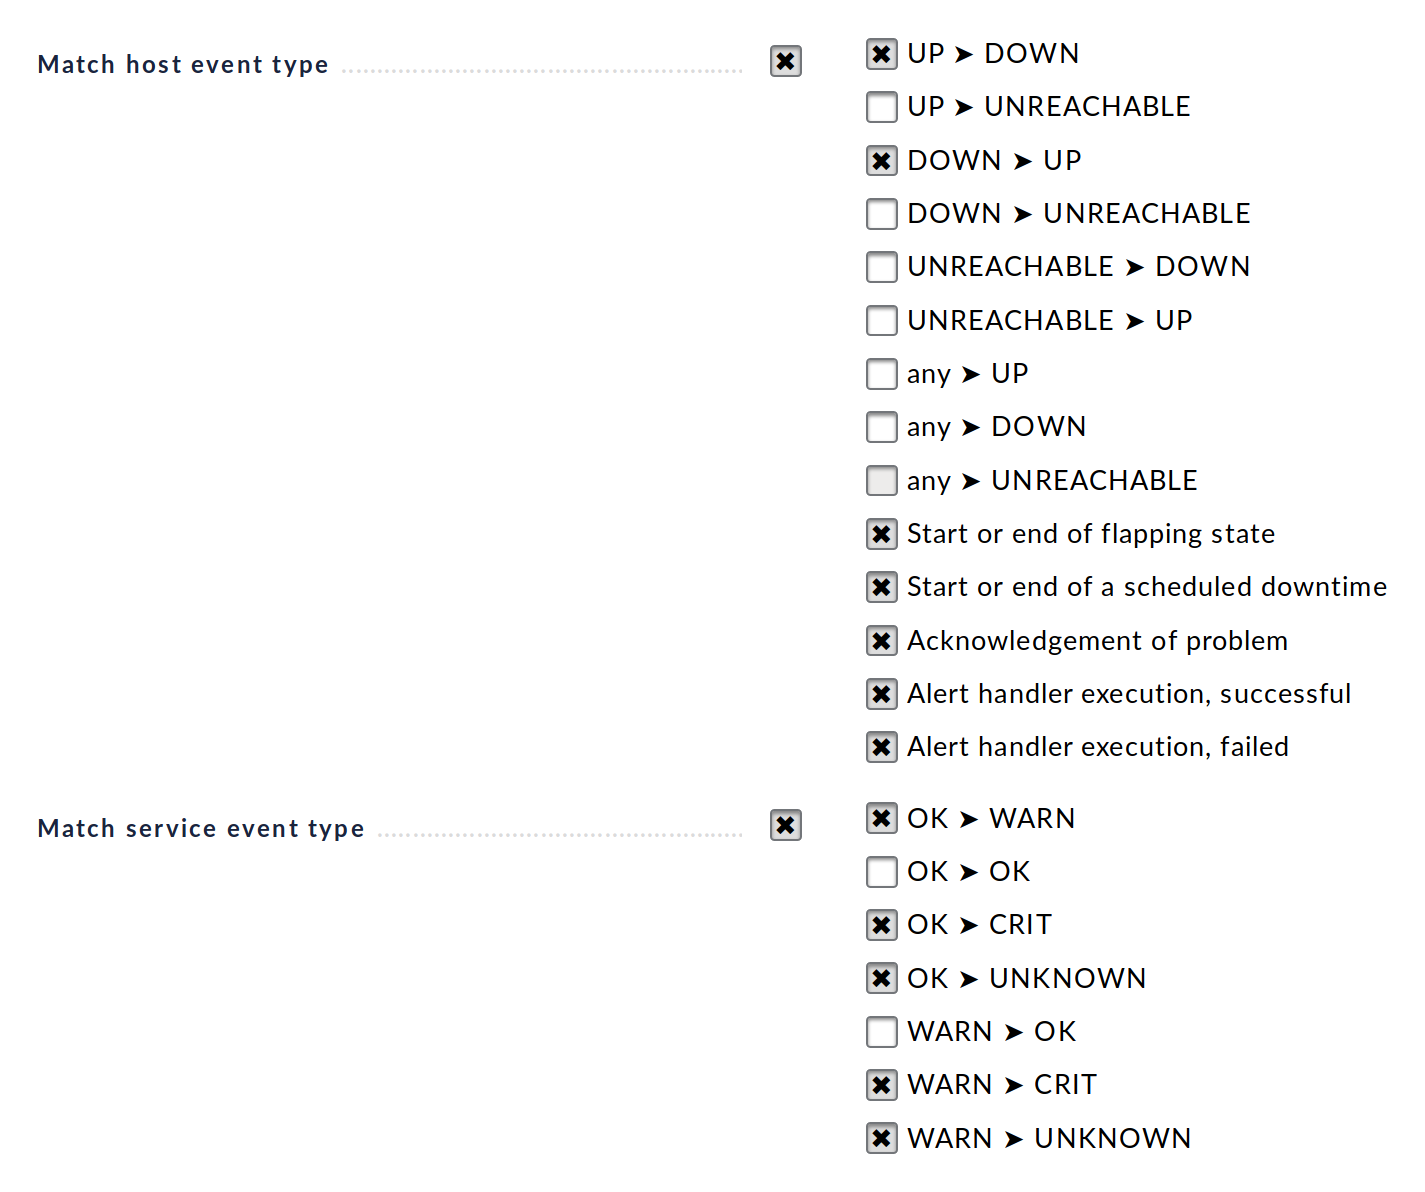 Match host event type
UP ➤ DOWN
UP ➤ UNREACHABLE
DOWN ➤ UP
DOWN ➤ UNREACHABLE
UNREACHABLE ➤ DOWN
UNREACHABLE ➤ UP
any ➤ UP
any ➤ DOWN
any ➤ UNREACHABLE
Start or end of flapping state
Start or end of a scheduled downtime
Acknowledgement of problem
Alert handler execution, successful
Alert handler execution, failed
Match service event type
OK ➤ WARN
OK ➤ OK
OK ➤ CRIT
OK ➤ UNKNOWN
WARN ➤ OK
WARN ➤ CRIT
WARN ➤ UNKNOWN